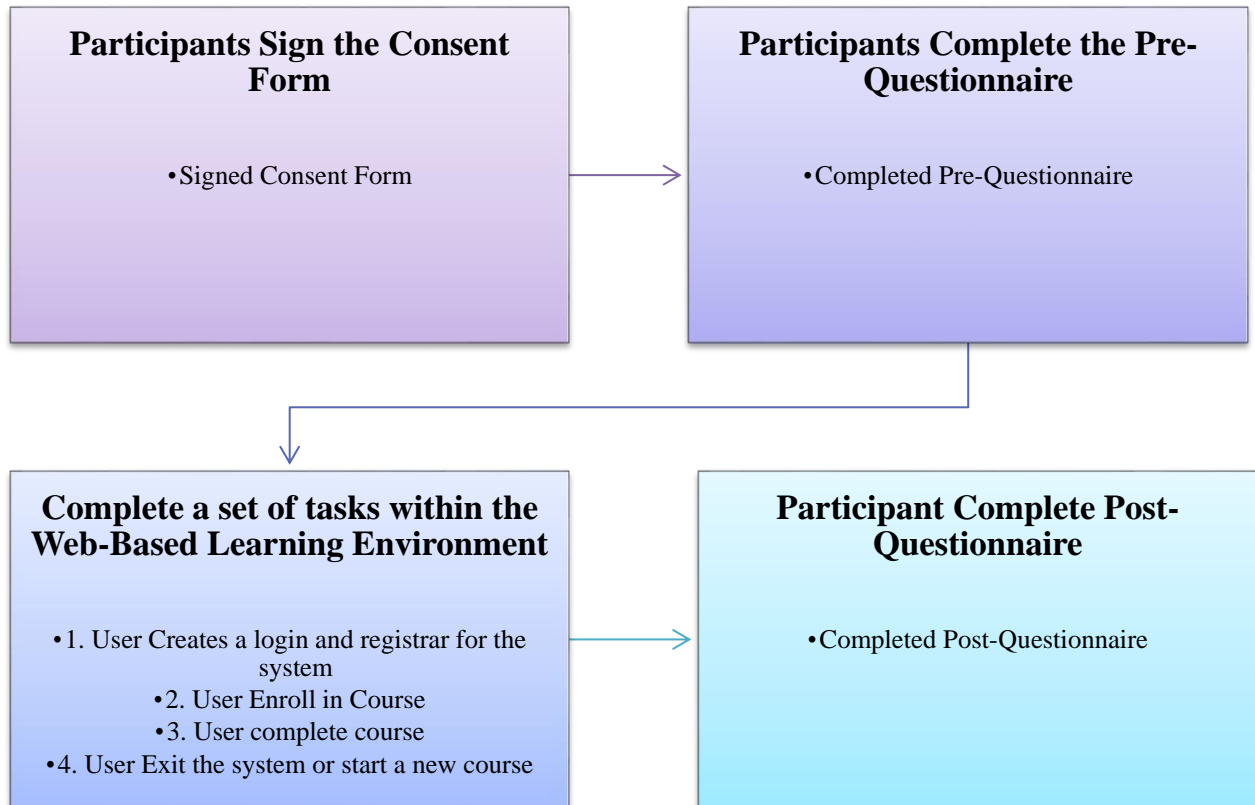 Participants Sign the Consent
Form
•Signed Consent Form
Participants Complete the Pre-
Questionnaire
•Completed Pre-Questionnaire
Complete a set of tasks within the
Web-Based Learning Environment
•1. User Creates a login and registrar for the
system
•2. User Enroll in Course
•3. User complete course
•4. User Exit the system or start a new course
Participant Complete Post-
Questionnaire
•Completed Post-Questionnaire